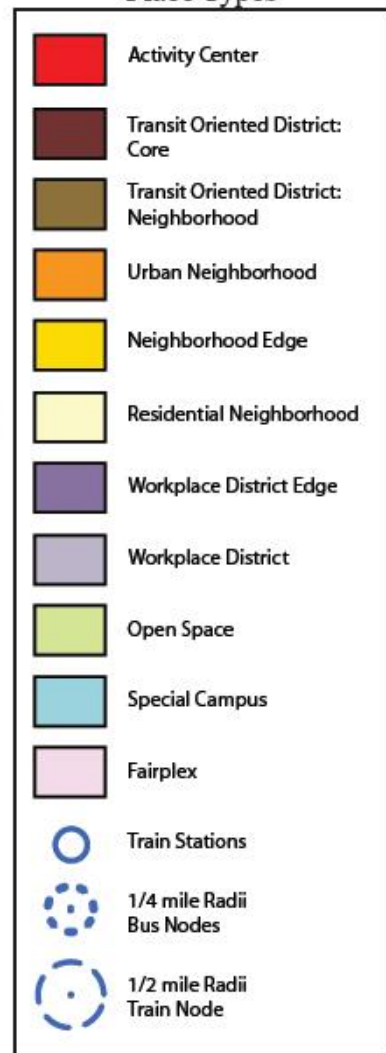 Place Types
Activity Center
Transit Oriented District:
Core
Transit Oriented District:
Neighborhood
Urban Neighborhood
Neighborhood Edge
Residential Neighborhood
Workplace District Edge
Workplace District
Open Space
Special Campus
Fairplex
Train Stations
1/4 mile Radii
Bus Nodes
1/2 mile Radii
Train Node